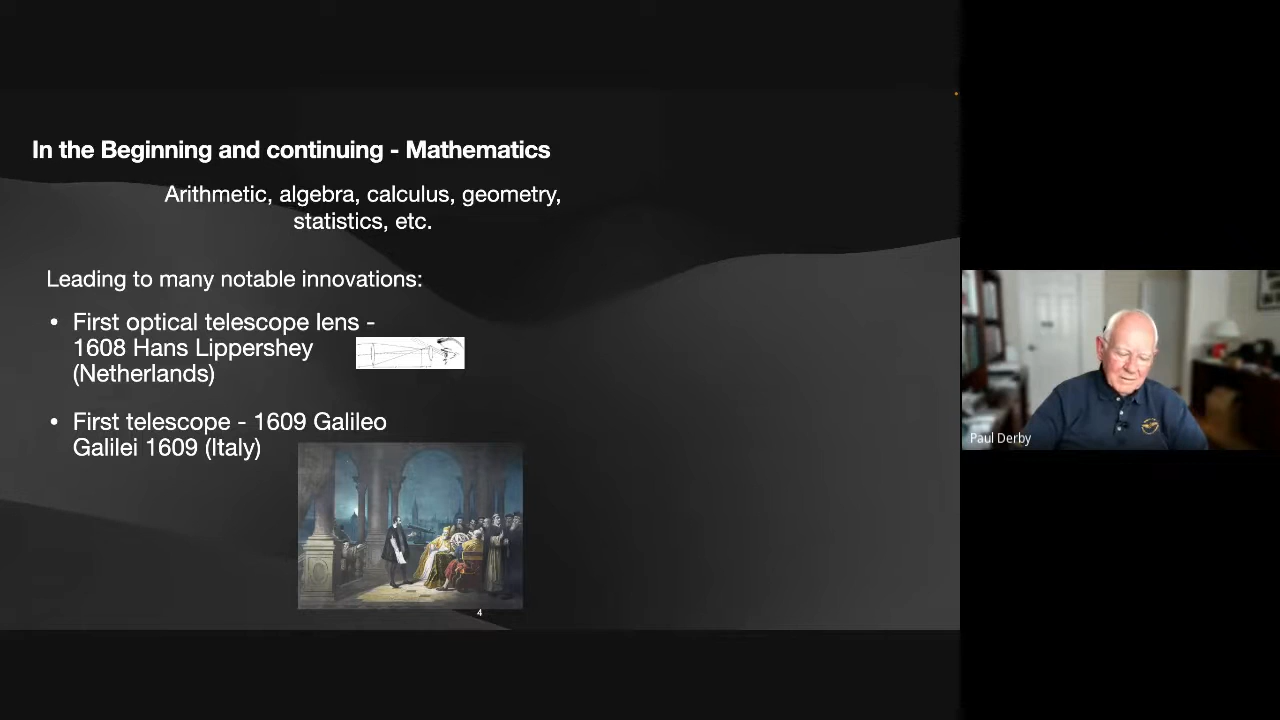 In the Beginning and continuing - Mathematics
Arithmetic, algebra, calculus, geometry,
statistics, etc.
Leading to many notable innovations:
• First optical telescope lens -
1608 Hans Lippershey
(Netherlands)
• First telescope - 1609 Galileo
Galilei 1609 (Italy)
4
Paul Derby